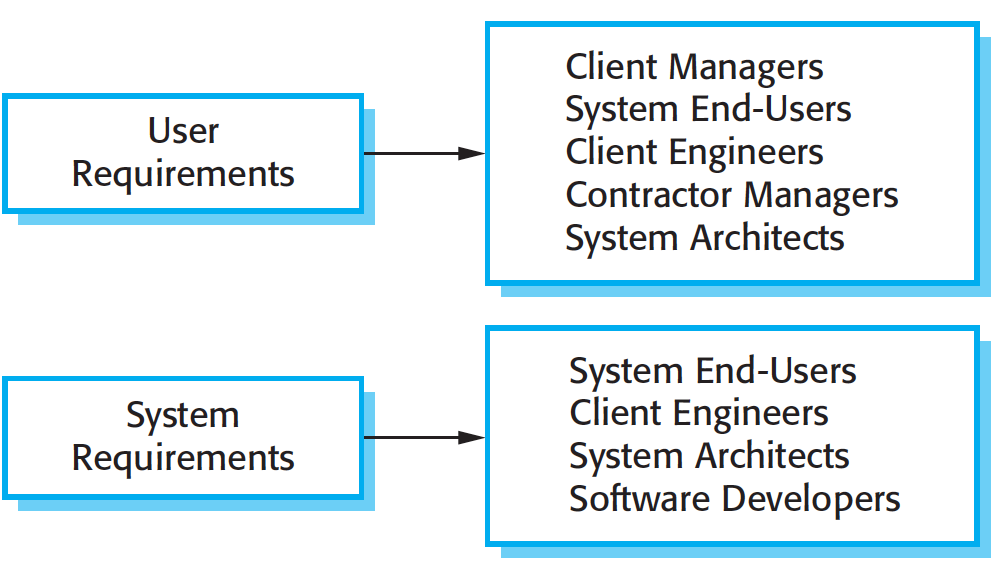 User
Requirements
Client Managers
System End-Users
Client Engineers
Contractor Managers
System Architects
System
Requirements
System End-Users
Client Engineers
System Architects
Software Developers